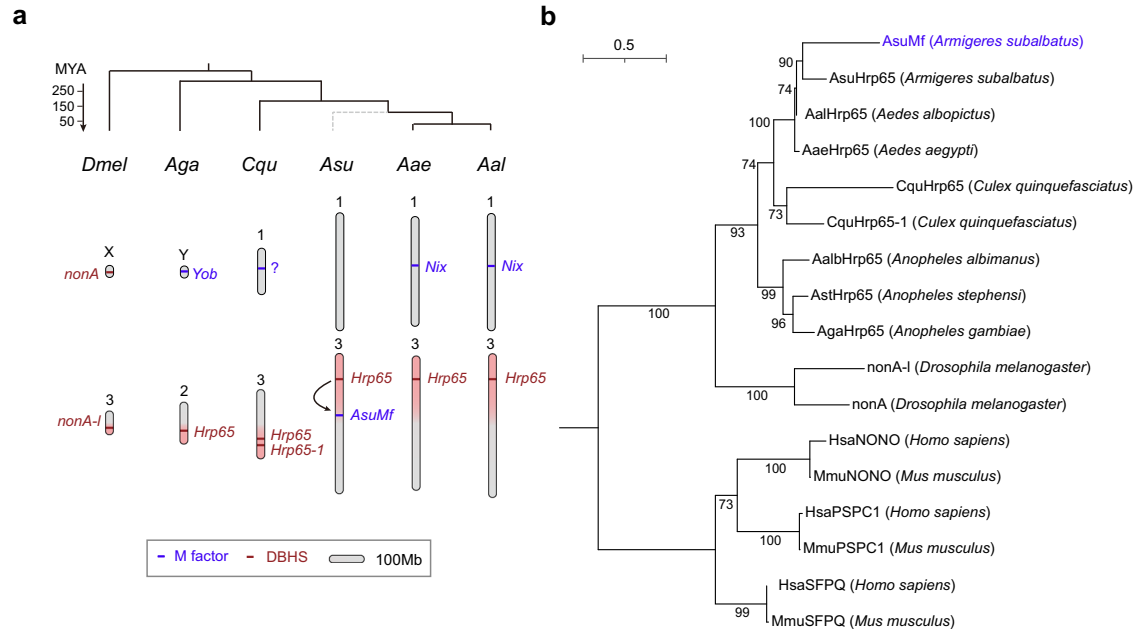 a
MYA
250
150
50
Dmel Aga Cqu Asu Aae Aal
X Y 1 1 1 1
nonA Yob ? Nix Nix
3 2 3 3 3 3
nonA-l Hrp65 Hrp65 Hrp65 Hrp65 Hrp65
Hrp65-1 AsuMf
M factor DBHS 100Mb
b
0.5
AsuMf (Armigeres subalbatus)
90
AsuHrp65 (Armigeres subalbatus)
74
AalHrp65 (Aedes albopictus)
100
AaeHrp65 (Aedes aegypti)
74
CquHrp65 (Culex quinquefasciatus)
73
CquHrp65-1 (Culex quinquefasciatus)
93
AalbHrp65 (Anopheles albimanus)
99
AstHrp65 (Anopheles stephensi)
96
AgaHrp65 (Anopheles gambiae)
100
nonA-l (Drosophila melanogaster)
100
nonA (Drosophila melanogaster)
HsaNONO (Homo sapiens)
100
MmuNONO (Mus musculus)
73
HsaPSPC1 (Homo sapiens)
100
MmuPSPC1 (Mus musculus)
HsaSFPQ (Homo sapiens)
99
MmuSFPQ (Mus musculus)